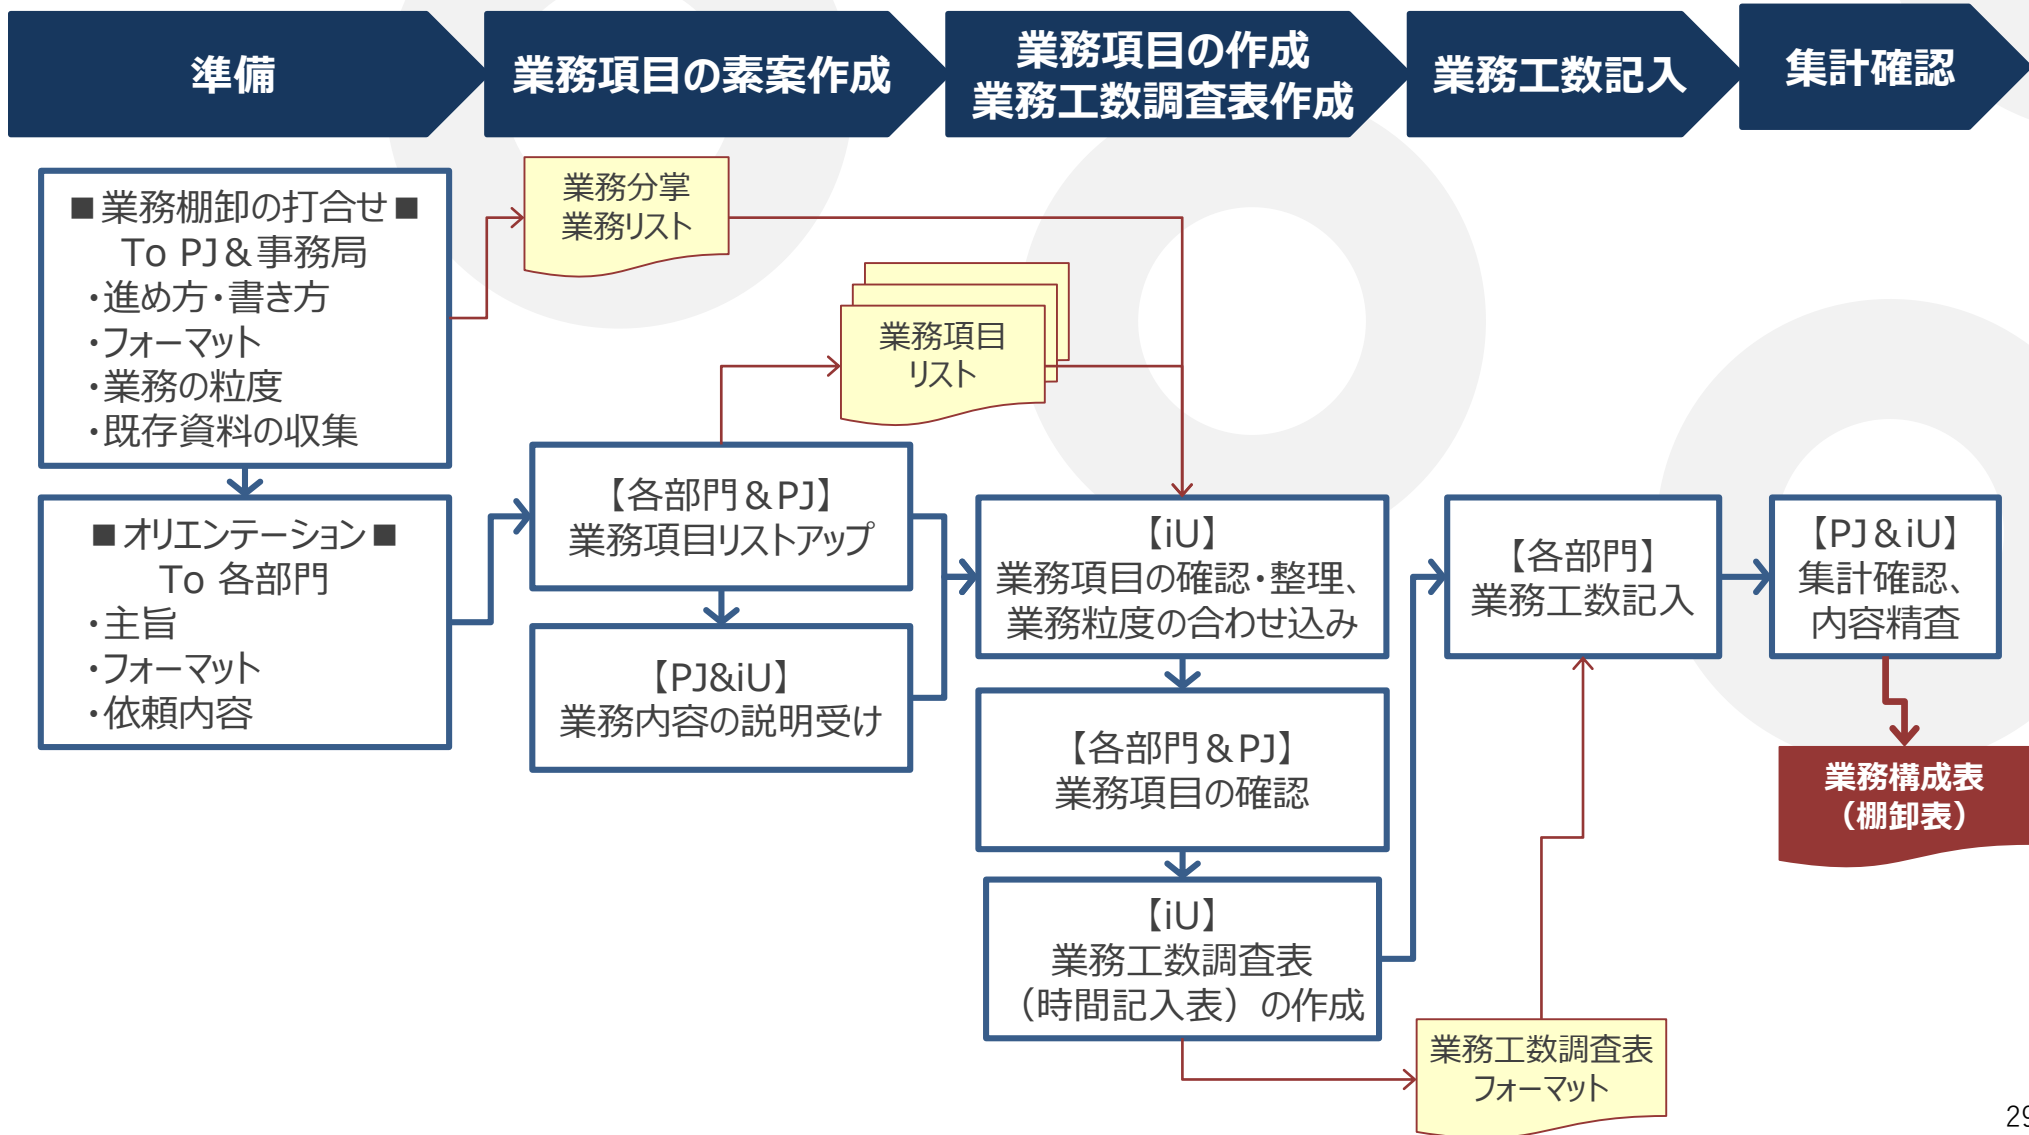 準備
業務項目の素案作成
業務項目の作成
業務工数調査表作成
業務工数記入
集計確認
■業務棚卸の打合せ■
To PJ&事務局
・進め方・書き方
・フォーマット
・業務の粒度
・既存資料の収集
■オリエンテーション■
To 各部門
・主旨
・フォーマット
・依頼内容
業務分掌
業務リスト
業務項目
リスト
【各部門&PJ】
業務項目リストアップ
【PJ&iU】
業務内容の説明受け
【iU】
業務項目の確認・整理、
業務粒度の合わせ込み
【各部門&PJ】
業務項目の確認
【iU】
業務工数調査表
（時間記入表）の作成
業務工数調査表
フォーマット
【各部門】
業務工数記入
【PJ&iU】
集計確認、
内容精査
業務構成表
（棚卸表）
29